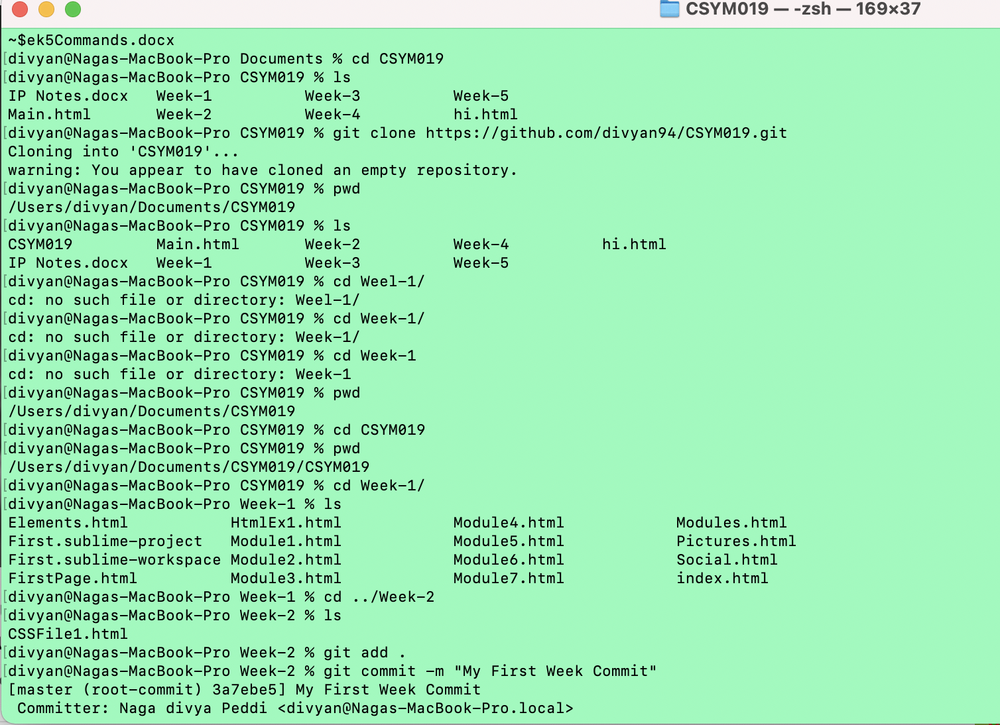 CSYM019 — -zsh — 169×37
~$ek5Commands.docx
[divyan@Nagas-MacBook-Pro Documents % cd CSYM019
[divyan@Nagas-MacBook-Pro CSYM019 % ls
IP Notes.docx   Week-1          Week-3          Week-5
Main.html       Week-2          Week-4          hi.html
[divyan@Nagas-MacBook-Pro CSYM019 % git clone https://github.com/divyan94/CSYM019.git
Cloning into 'CSYM019'...
warning: You appear to have cloned an empty repository.
[divyan@Nagas-MacBook-Pro CSYM019 % pwd
/Users/divyan/Documents/CSYM019
[divyan@Nagas-MacBook-Pro CSYM019 % ls
CSYM019         Main.html       Week-2          Week-4          hi.html
IP Notes.docx   Week-1          Week-3          Week-5
[divyan@Nagas-MacBook-Pro CSYM019 % cd Weel-1/
cd: no such file or directory: Weel-1/
[divyan@Nagas-MacBook-Pro CSYM019 % cd Week-1/
cd: no such file or directory: Week-1/
[divyan@Nagas-MacBook-Pro CSYM019 % cd Week-1
cd: no such file or directory: Week-1
[divyan@Nagas-MacBook-Pro CSYM019 % pwd
/Users/divyan/Documents/CSYM019
[divyan@Nagas-MacBook-Pro CSYM019 % cd CSYM019
[divyan@Nagas-MacBook-Pro CSYM019 % pwd
/Users/divyan/Documents/CSYM019/CSYM019
[divyan@Nagas-MacBook-Pro CSYM019 % cd Week-1/
[divyan@Nagas-MacBook-Pro Week-1 % ls
Elements.html           HtmlEx1.html            Module4.html            Modules.html
First.sublime-project   Module1.html            Module5.html            Pictures.html
First.sublime-workspace Module2.html            Module6.html            Social.html
FirstPage.html          Module3.html            Module7.html            index.html
[divyan@Nagas-MacBook-Pro Week-1 % cd ../Week-2
[divyan@Nagas-MacBook-Pro Week-2 % ls
CSSFile1.html
[divyan@Nagas-MacBook-Pro Week-2 % git add .
[divyan@Nagas-MacBook-Pro Week-2 % git commit -m "My First Week Commit"
[master (root-commit) 3a7ebe5] My First Week Commit
 Committer: Naga divya Peddi <divyan@Nagas-MacBook-Pro.local>